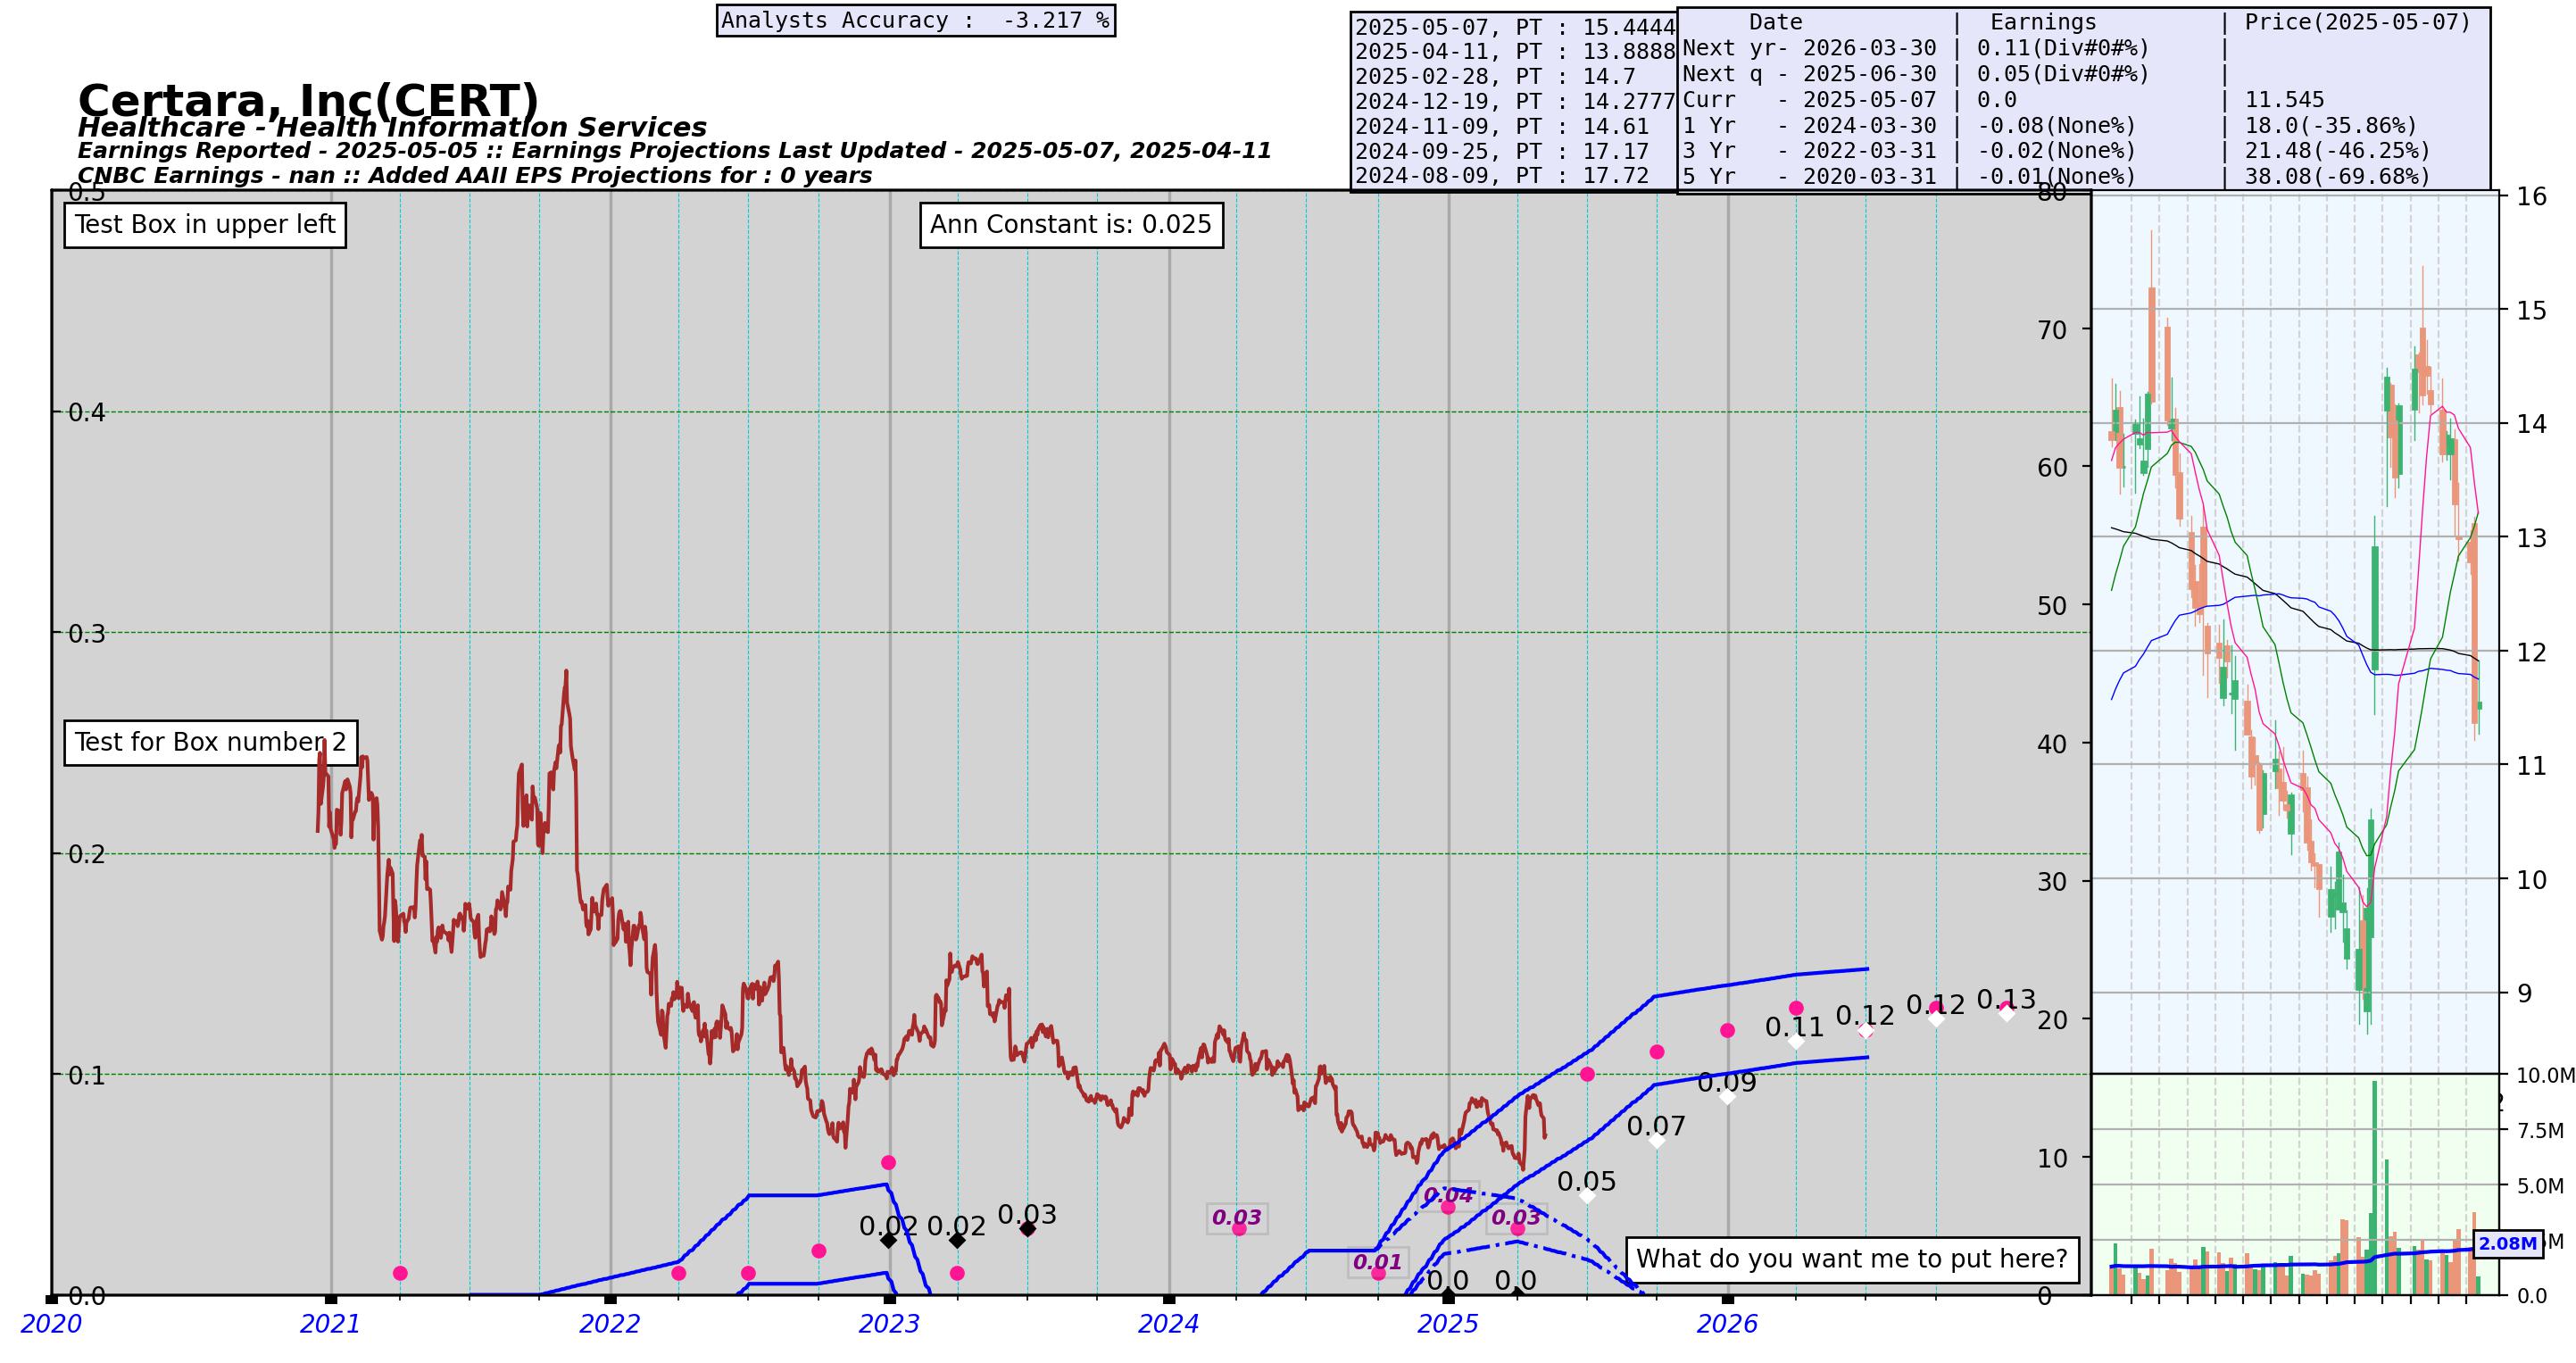 Analysts Accuracy :  -3.217 %
2025-05-07, PT : 15.4444
2025-04-11, PT : 13.8888
2025-02-28, PT : 14.7
2024-12-19, PT : 14.2777
2024-11-09, PT : 14.61
2024-09-25, PT : 17.17
2024-08-09, PT : 17.72
Date | Earnings | Price(2025-05-07)
Next yr- 2026-03-30 | 0.11(Div#0#%) |
Next q - 2025-06-30 | 0.05(Div#0#%) |
Curr   - 2025-05-07 | 0.0 | 11.545
1 Yr   - 2024-03-30 | -0.08(None%) | 18.0(-35.86%)
3 Yr   - 2022-03-31 | -0.02(None%) | 21.48(-46.25%)
5 Yr   - 2020-03-31 | -0.01(None%) | 38.08(-69.68%)
Certara, Inc(CERT)
Healthcare - Health Information Services
Earnings Reported - 2025-05-05 :: Earnings Projections Last Updated - 2025-05-07, 2025-04-11
CNBC Earnings - nan :: Added AAII EPS Projections for : 0 years
Test Box in upper left
Ann Constant is: 0.025
Test for Box number 2
What do you want me to put here?
0.5
0.4
0.3
0.2
0.1
0.0
80
70
60
50
40
30
20
10
0
16
15
14
13
12
11
10
9
10.0M
7.5M
5.0M
2.08M
0.0
0.02 0.02 0.03
0.03
0.01
0.04
0.03
0.0 0.0
0.05
0.07
0.09
0.11 0.12 0.12 0.13
2020 2021 2022 2023 2024 2025 2026